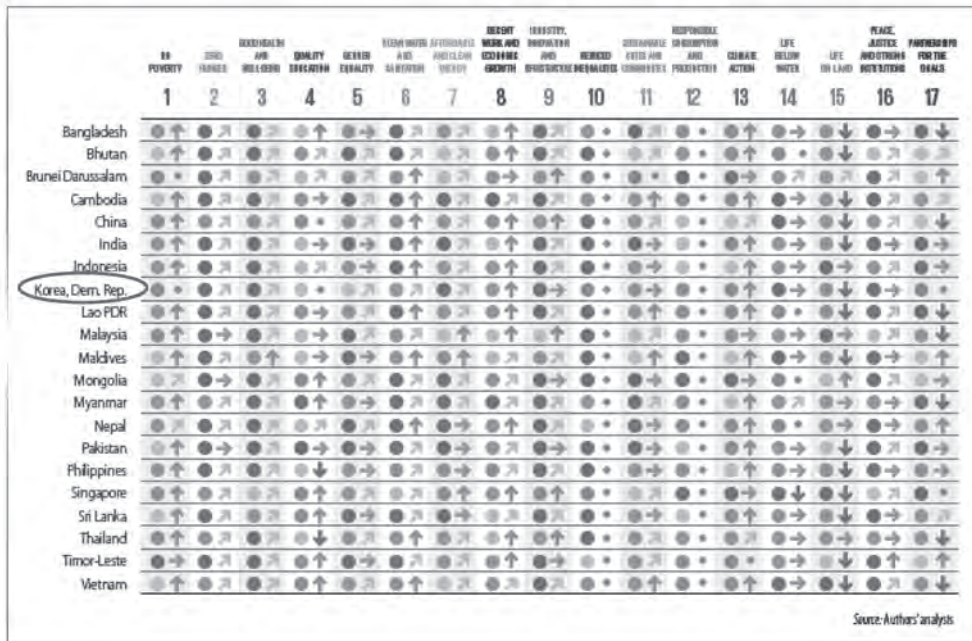 NO POVERTY
ZERO HUNGER
GOOD HEALTH AND WELL-BEING
QUALITY EDUCATION
GENDER EQUALITY
CLEAN WATER AND SANITATION
AFFORDABLE AND CLEAN ENERGY
DECENT WORK AND ECONOMIC GROWTH
INDUSTRY, INNOVATION AND INFRASTRUCTURE
REDUCED INEQUALITIES
SUSTAINABLE CITIES AND COMMUNITIES
RESPONSIBLE CONSUMPTION AND PRODUCTION
CLIMATE ACTION
LIFE BELOW WATER
LIFE ON LAND
PEACE, JUSTICE AND STRONG INSTITUTIONS
PARTNERSHIPS FOR THE GOALS
1 2 3 4 5 6 7 8 9 10 11 12 13 14 15 16 17
Bangladesh
Bhutan
Brunei Darussalam
Cambodia
China
India
Indonesia
Korea, Dem. Rep.
Lao PDR
Malaysia
Maldives
Mongolia
Myanmar
Nepal
Pakistan
Philippines
Singapore
Sri Lanka
Thailand
Timor-Leste
Vietnam
Source: Authors' analysis